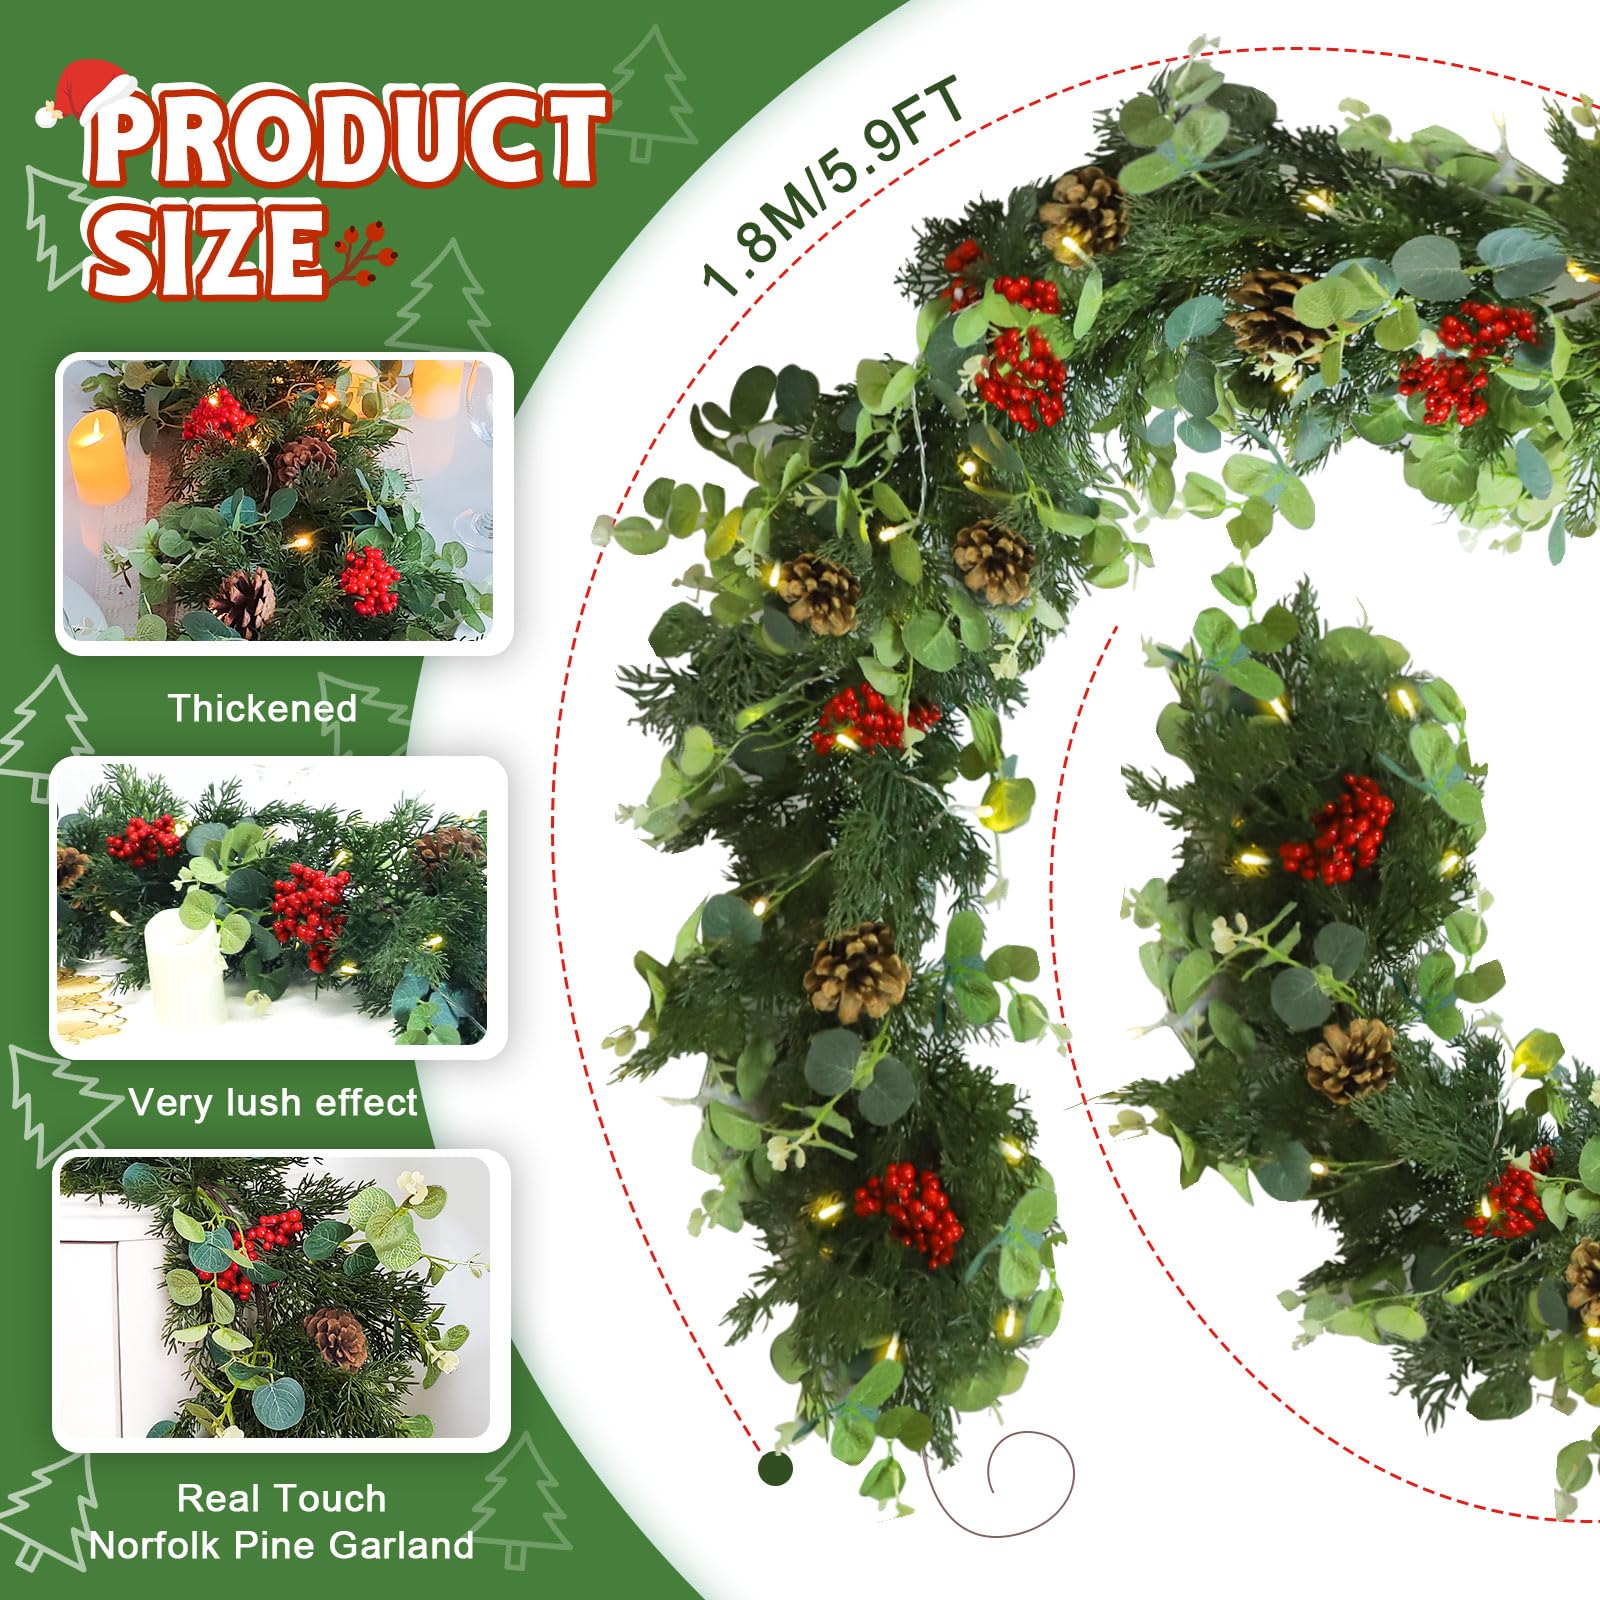 PRODUCT
SIZE
1.8M/5.9FT
Thickened
Very lush effect
Real Touch
Norfolk Pine Garland